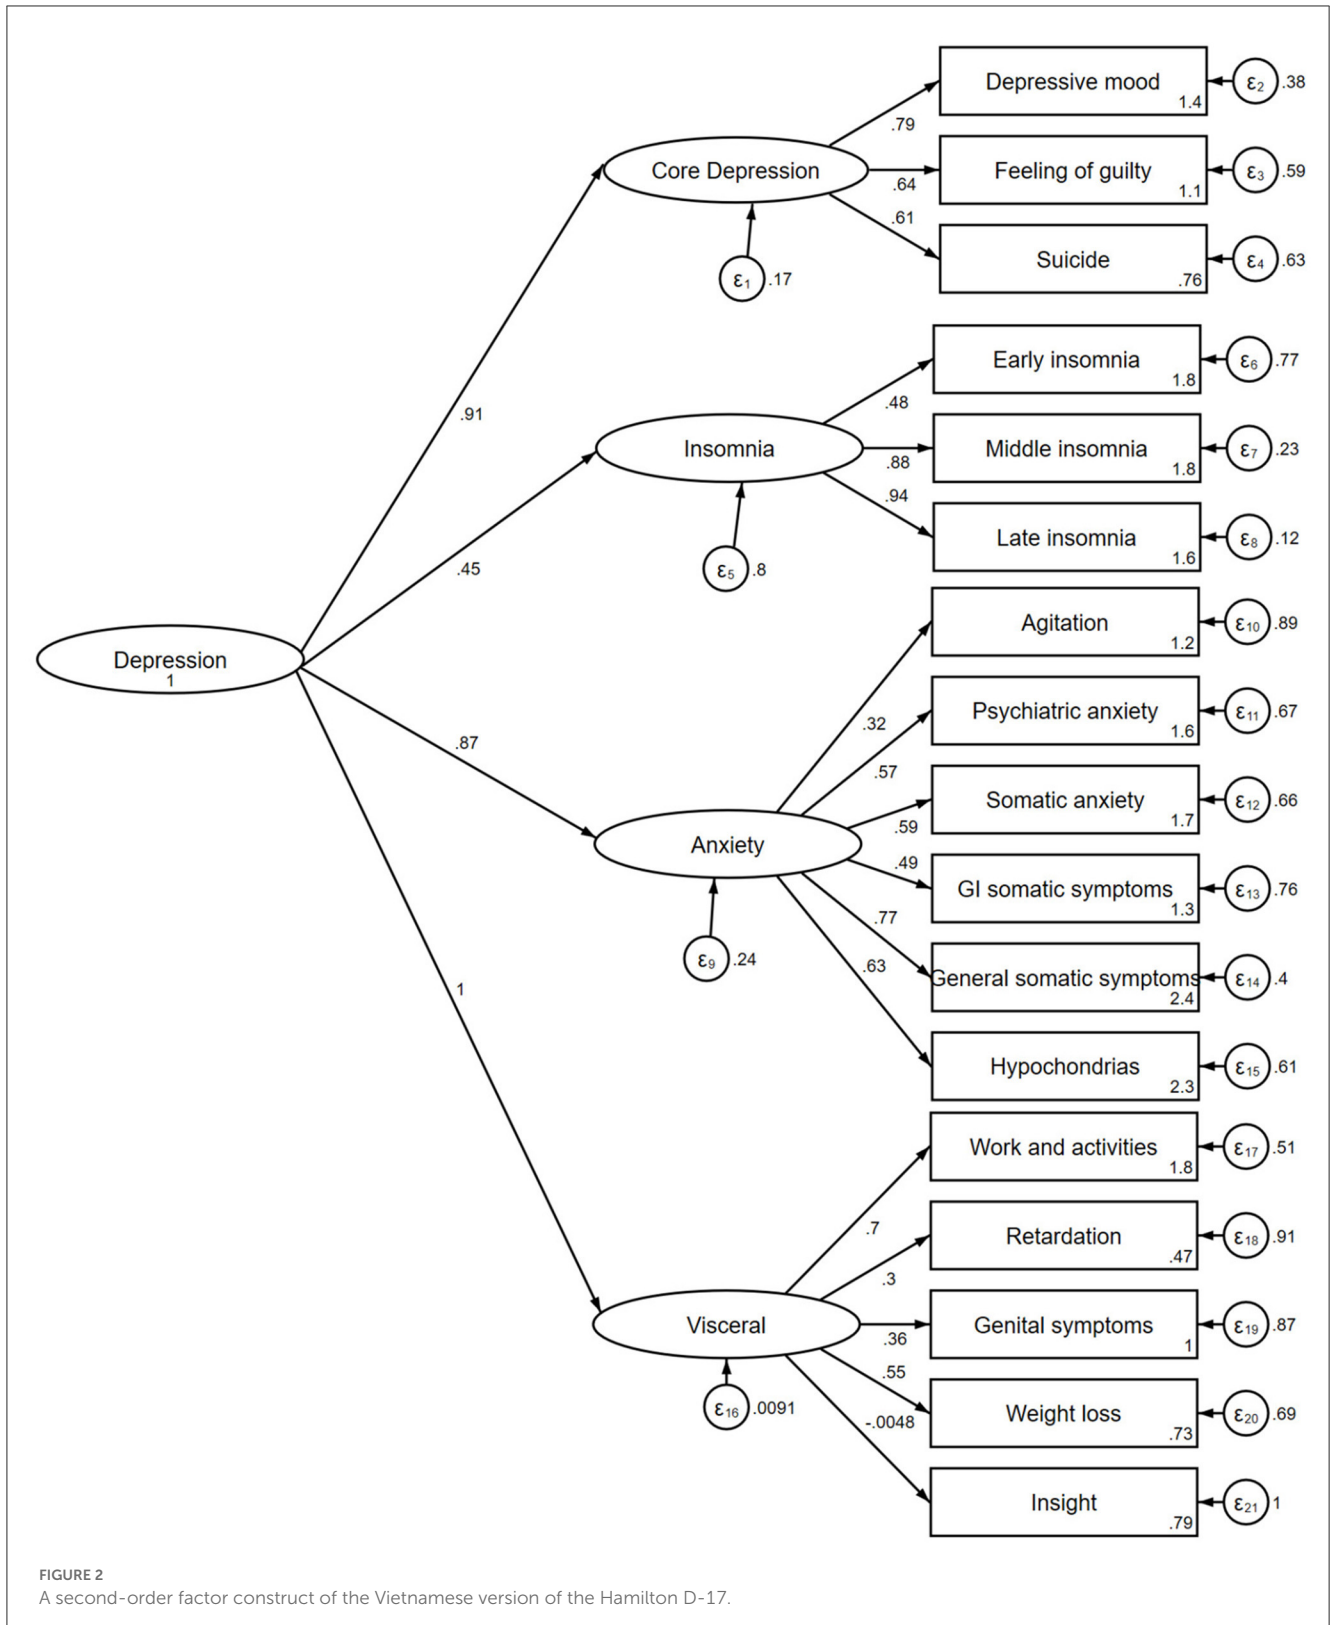 Depressive mood
1.4
ε2
.38
.79
Core Depression
Feeling of guilty
1.1
ε3
.59
.64
.61
Suicide
.76
ε4
.63
ε1
.17
Early insomnia
1.8
ε6
.77
.48
.91
Insomnia
Middle insomnia
1.8
ε7
.23
.88
.94
Late insomnia
1.6
ε8
.12
ε5
.8
.45
Agitation
1.2
ε10
.89
Depression
1
Psychiatric anxiety
1.6
ε11
.67
.32
.87
.57
Somatic anxiety
1.7
ε12
.66
.59
Anxiety
.49
GI somatic symptoms
1.3
ε13
.76
.77
ε9
.24
.63
General somatic symptoms
2.4
ε14
.4
1
Hypochondrias
2.3
ε15
.61
Work and activities
1.8
ε17
.51
.7
Retardation
.47
ε18
.91
.3
Visceral
Genital symptoms
1
ε19
.87
.36
.55
ε16
.0091
-.0048
Weight loss
.73
ε20
.69
Insight
.79
ε21
1
FIGURE 2
A second-order factor construct of the Vietnamese version of the Hamilton D-17.